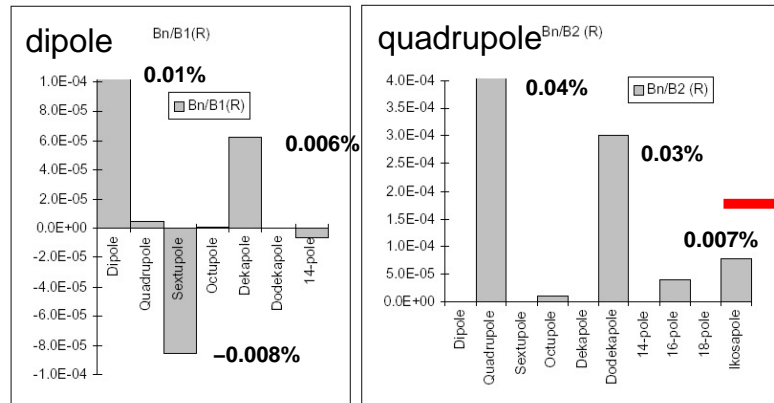 dipole
Bn/B1(R)
1.0E-04
8.0E-05
6.0E-05
4.0E-05
2.0E-05
0.0E+00
-2.0E-05
-4.0E-05
-6.0E-05
-8.0E-05
-1.0E-04
0.01%
Bn/B1(R)
0.006%
–0.008%
Dipole
Quadrupole
Sextupole
Octupole
Dekapole
Dodekapole
14-pole
quadrupole
Bn/B2 (R)
4.0E-04
3.0E-04
3.0E-04
2.0E-04
2.0E-04
1.0E-04
1.0E-04
5.0E-05
0.0E+00
0.04%
Bn/B2 (R)
0.03%
0.007%
Dipole
Quadrupole
Sextupole
Octupole
Dekapole
Dodekapole
14-pole
16-pole
18-pole
Ikosapole